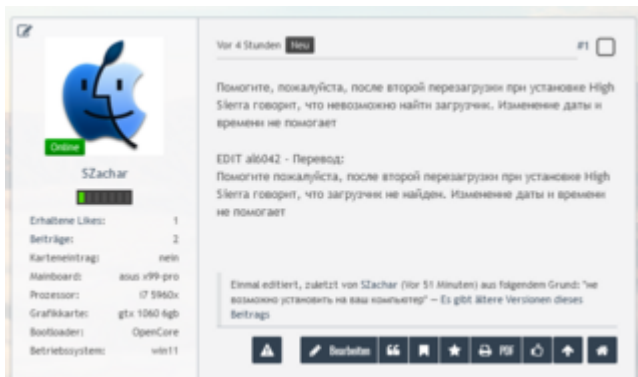 Vor 4 Stunden Neu
#1
Помогите, пожалуйста, после второй перезагрузки при установке High
Sierra говорит, что невозможно найти загрузчик. Изменение даты и
времени не помогает
EDIT al6042 - Перевод:
Помогите пожалуйста, после второй перезагрузки при установке High
Sierra говорит, что загрузчик не найден. Изменение даты и времени
не помогает
Online
SZachar
Erhaltene Likes: 1
Beiträge: 2
Karteneintrag: nein
Mainboard: asus x99-pro
Prozessor: i7 5960x
Grafikkarte: gtx 1060 6gb
Bootloader: OpenCore
Betriebssystem: win11
Einmal editiert, zuletzt von SZachar (Vor 51 Minuten) aus folgendem Grund: "не
возможно установить на ваш компьютер" — Es gibt ältere Versionen dieses
Beitrags
Bearbeiten
PDF